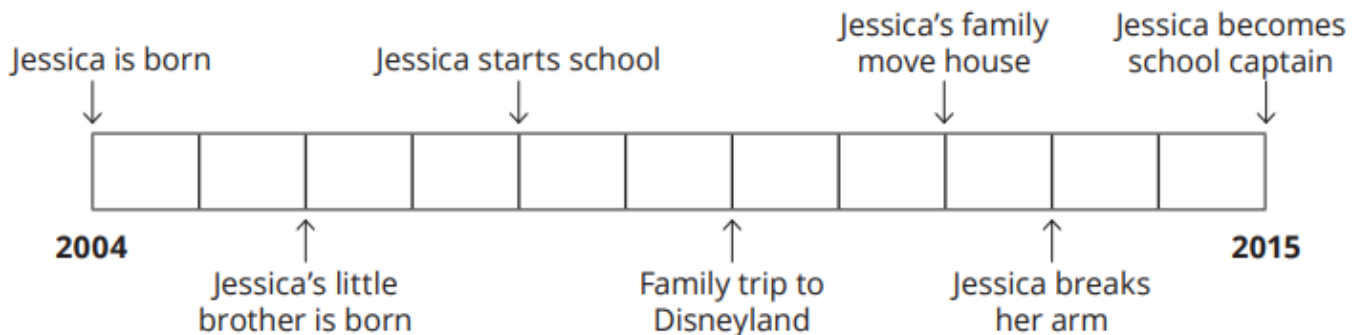 Jessica is born
Jessica starts school
Jessica’s family
move house
Jessica becomes
school captain
2004
2015
Jessica’s little
brother is born
Family trip to
Disneyland
Jessica breaks
her arm